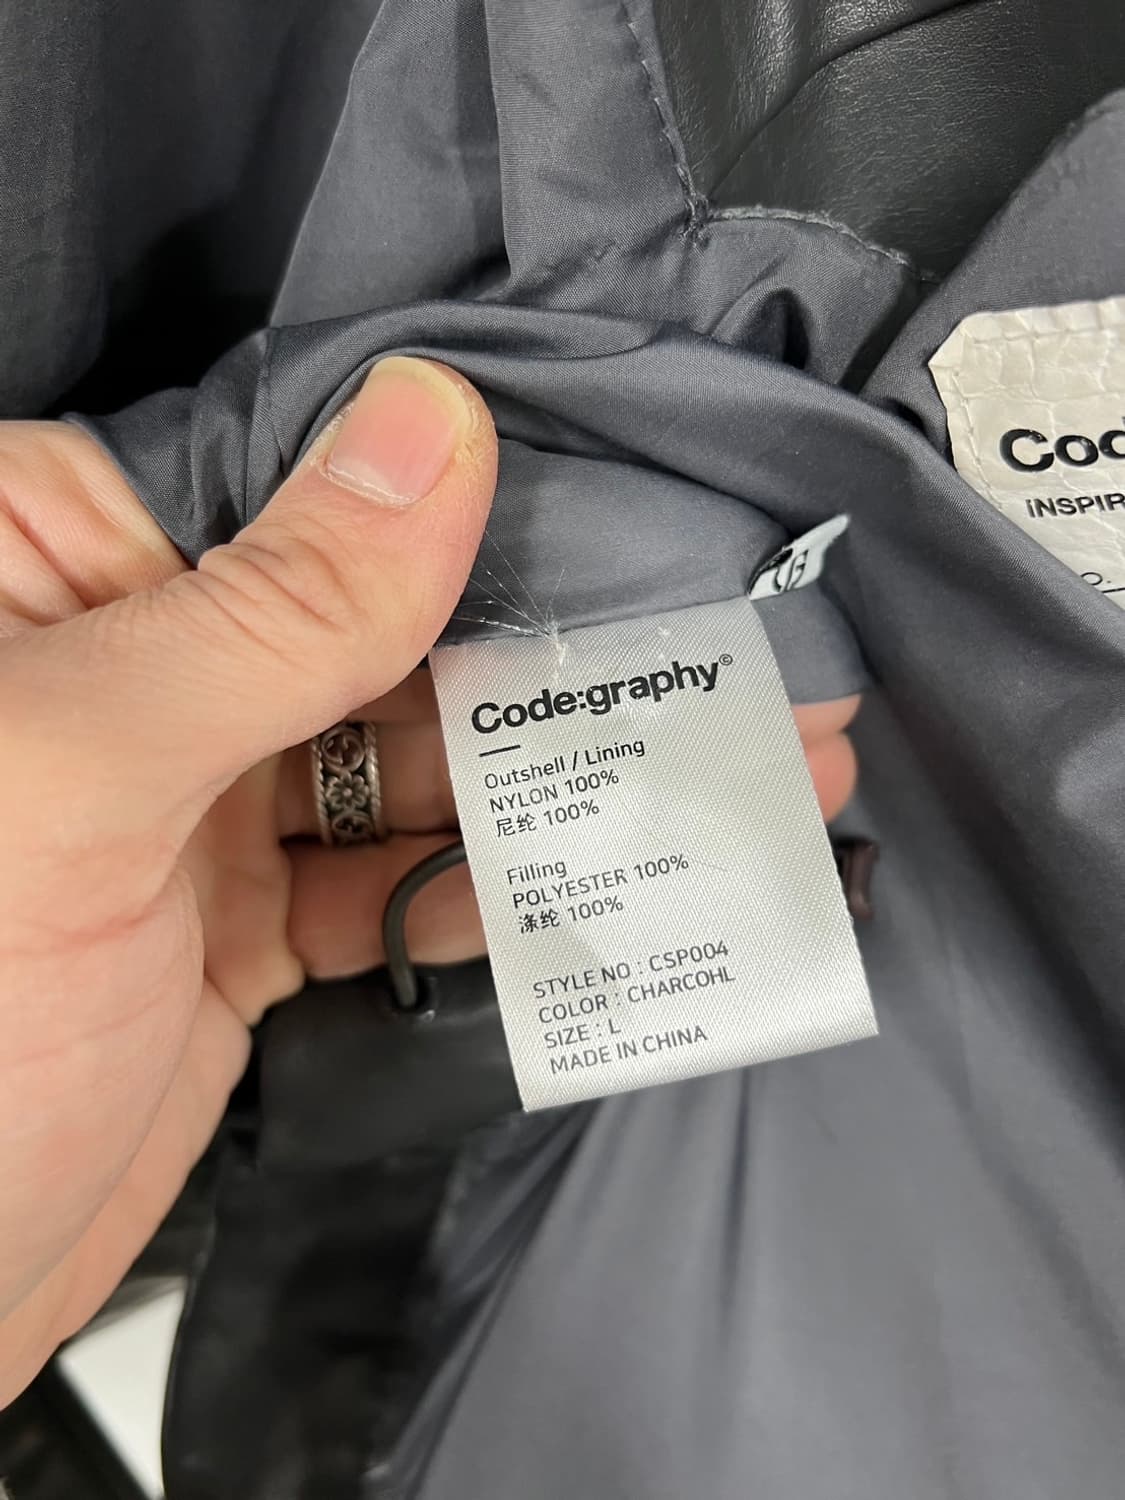 Code:graphy©
Outshell / Lining
NYLON 100%
尼纶 100%
Filling
POLYESTER 100%
涤纶 100%
STYLE NO : CSP004
COLOR : CHARCOHL
SIZE : L
MADE IN CHINA
Cod
iNSPIR